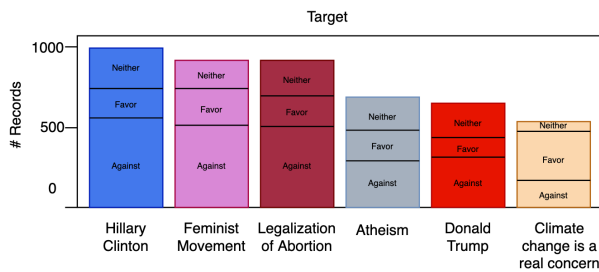 Target
1000
500
0
# Records
Neither
Favor
Against
Neither
Favor
Against
Neither
Favor
Against
Neither
Favor
Against
Neither
Favor
Against
Neither
Favor
Against
Hillary
Clinton
Feminist
Movement
Legalization
of Abortion
Atheism
Donald
Trump
Climate
change is a
real concern